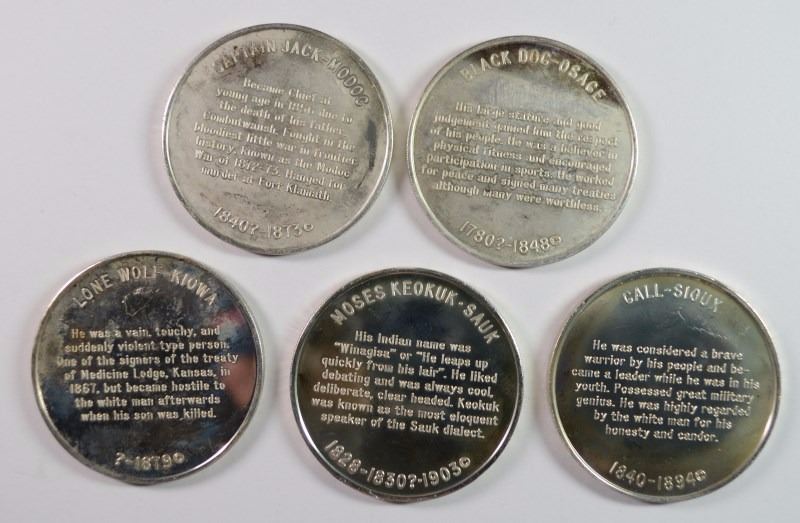 CAPTAIN JACK-MODOC
Became Chief at
young age in 1846 due to
the death of his father,
Combutwaush. Fought in the
bloodiest little war in frontier
history, known as the Modoc
War of 1872-73. Hanged for
murder at Fort Klamath.
1840?-1873©
BLACK DOG-OSAGE
His large stature and good
judgement gained him the respect
of his people. He was a believer in
physical fitness and encouraged
participation in sports. He worked
for peace and signed many treaties
although many were worthless.
1780?-1848©
LONE WOLF KIOWA
He was a vain, touchy, and
suddenly violent type person.
One of the signers of the treaty
of Medicine Lodge, Kansas, in
1867, but became hostile to
the white man afterwards
when his son was killed.
?-1879©
MOSES KEOKUK-SAUK
His Indian name was
"Winagisa" or "He leaps up
quickly from his lair". He liked
debating and was always cool,
deliberate, clear headed. Keokuk
was known as the most eloquent
speaker of the Sauk dialect.
1828-1830?-1903©
GALL-SIOUX
He was considered a brave
warrior by his people and be-
came a leader while he was in his
youth. Possessed great military
genius. He was highly regarded
by the white man for his
honesty and candor.
1840-1894©